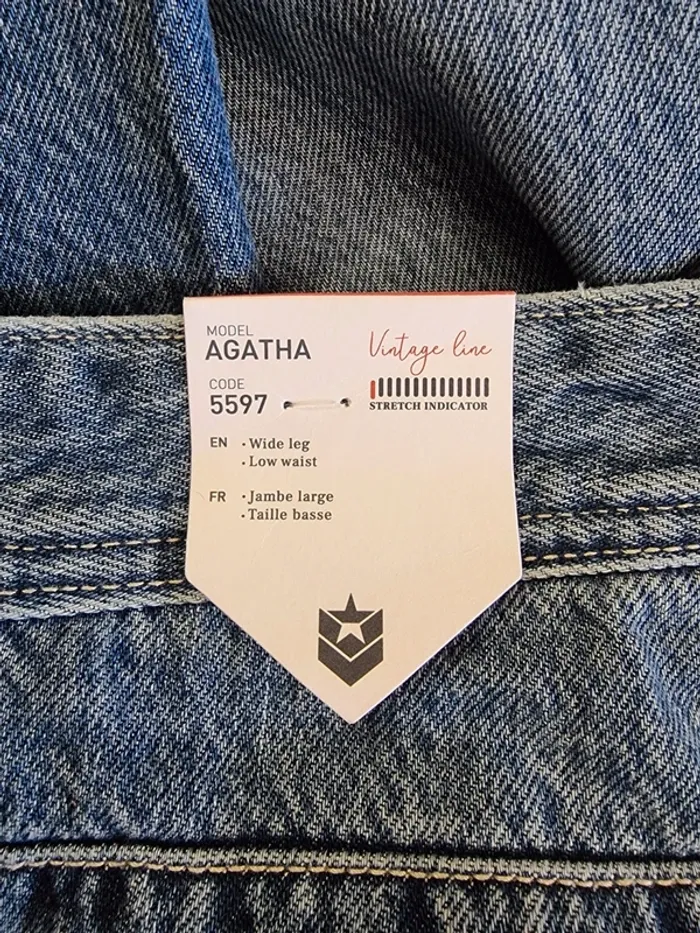 MODEL
AGATHA
Vintage line
CODE
5597
STRETCH INDICATOR
EN
· Wide leg
· Low waist
FR
· Jambe large
· Taille basse